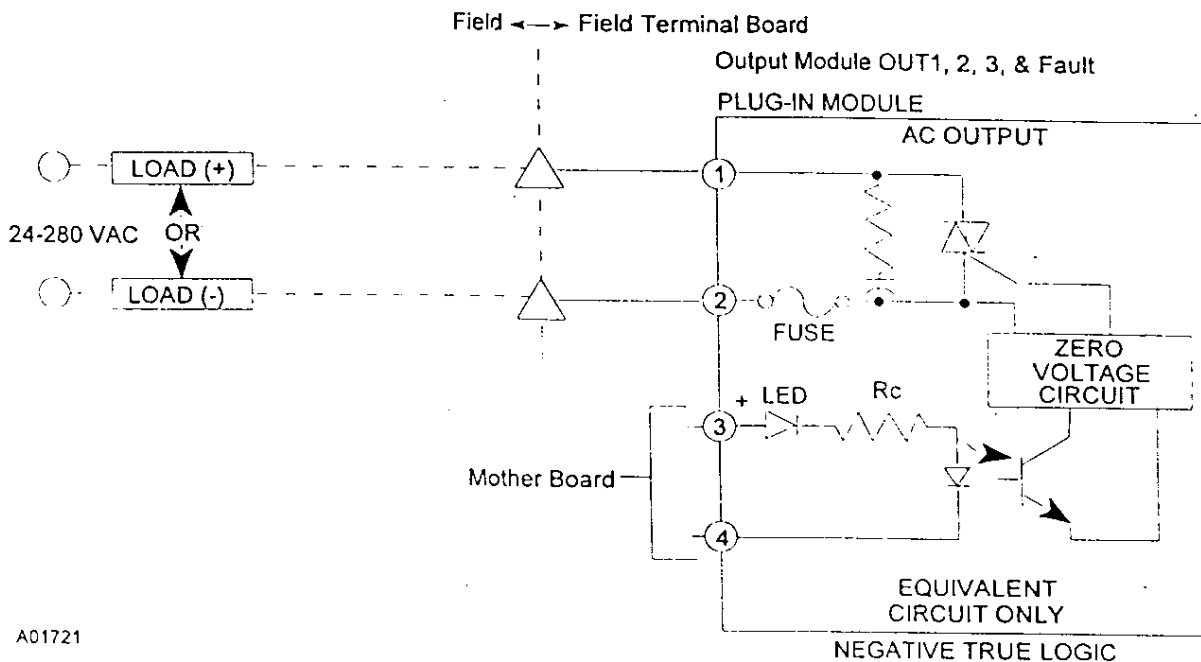 Field Field Terminal Board
Output Module OUT1, 2, 3, & Fault
PLUG-IN MODULE
AC OUTPUT
LOAD (+)
1
24-280 VAC OR
LOAD (-)
2
FUSE
ZERO
VOLTAGE
CIRCUIT
+ LED Rc
3
Mother Board
4
EQUIVALENT
CIRCUIT ONLY
A01721
NEGATIVE TRUE LOGIC